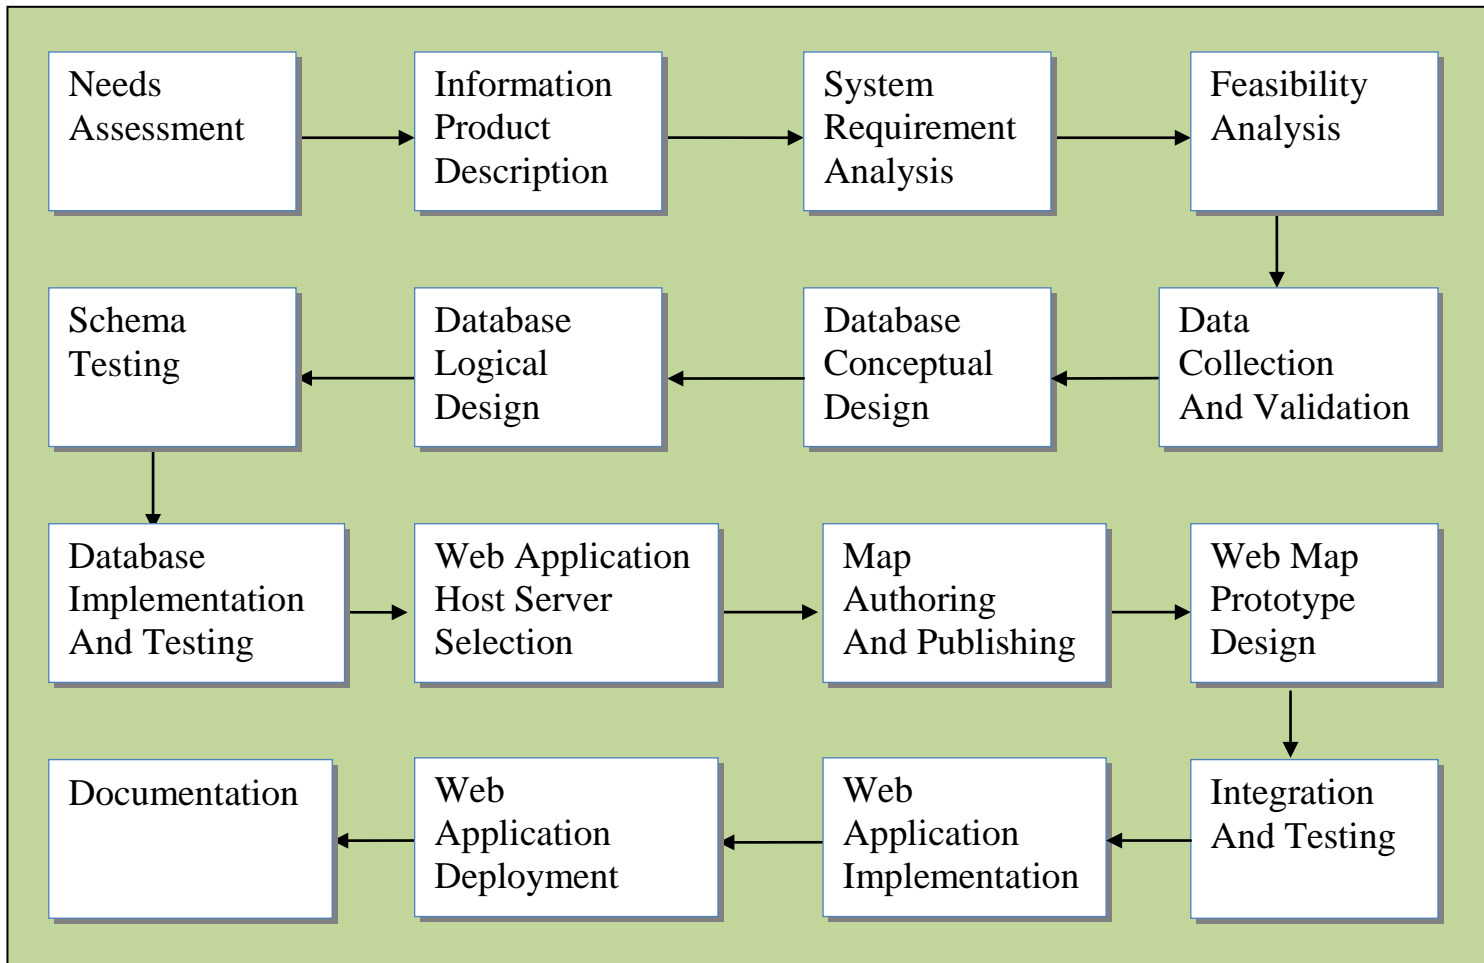 Needs
Assessment
Information
Product
Description
System
Requirement
Analysis
Feasibility
Analysis
Data
Collection
And Validation
Database
Conceptual
Design
Database
Logical
Design
Schema
Testing
Database
Implementation
And Testing
Web Application
Host Server
Selection
Map
Authoring
And Publishing
Web Map
Prototype
Design
Integration
And Testing
Web
Application
Implementation
Web
Application
Deployment
Documentation